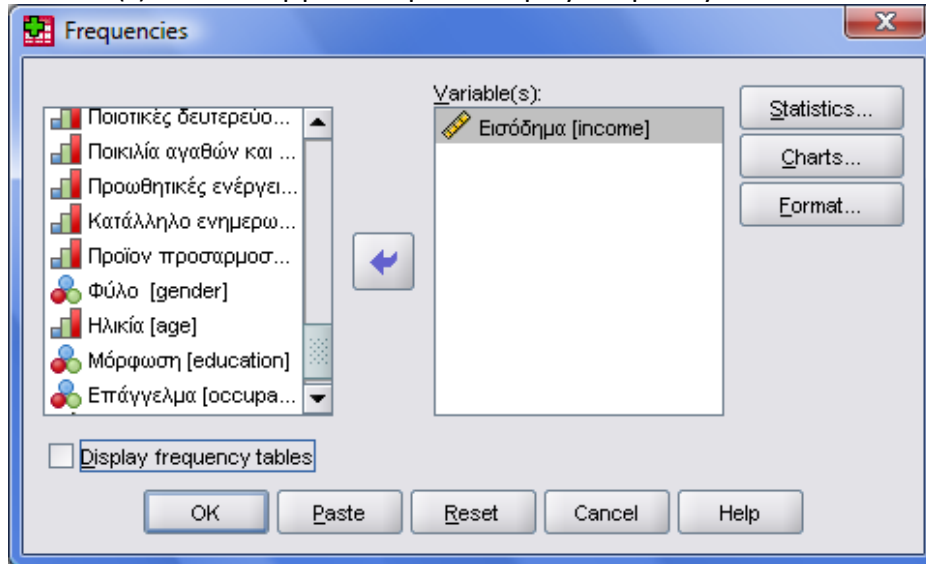 Frequencies
Ποιοτικές δευτερεύο...
Ποικιλία αγαθών και ...
Προωθητικές ενέργει...
Κατάλληλο ενημερω...
Προϊον προσαρμοσ...
Φύλο [gender]
Ηλικία [age]
Μόρφωση [education]
Επάγγελμα [occupa...
Variable(s):
Εισόδημα [income]
Statistics...
Charts...
Format...
Display frequency tables
OK
Paste
Reset
Cancel
Help